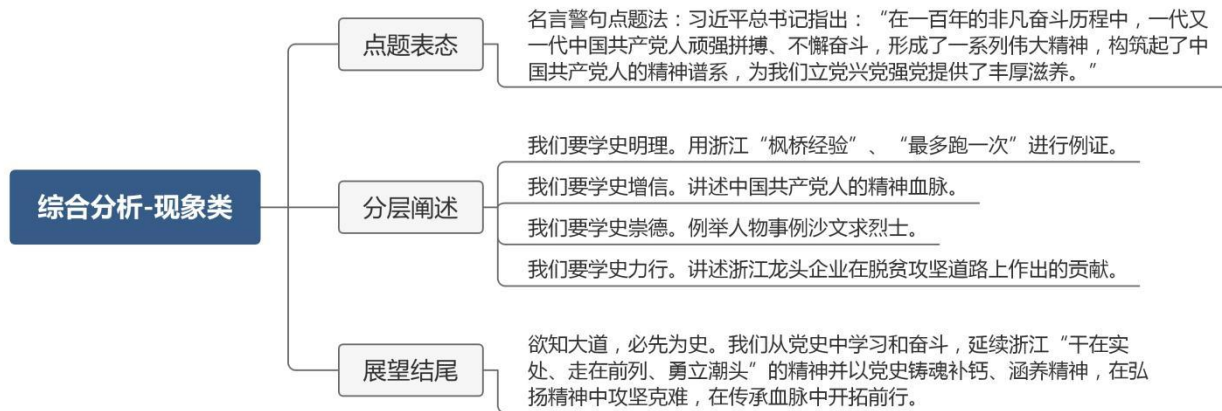 综合分析-现象类
点题表态
名言警句点题法：习近平总书记指出：“在一百年的非凡奋斗历程中，一代又
一代中国共产党人顽强拼搏、不懈奋斗，形成了一系列伟大精神，构筑起了中
国共产党人的精神谱系，为我们立党兴党强党提供了丰厚滋养。”
分层阐述
我们要学史明理。用浙江“枫桥经验”、“最多跑一次”进行例证。
我们要学史增信。讲述中国共产党人的精神血脉。
我们要学史崇德。例举人物事例沙文求烈士。
我们要学史力行。讲述浙江龙头企业在脱贫攻坚道路上作出的贡献。
展望结尾
欲知大道，必先为史。我们从党史中学习和奋斗，延续浙江“干在实
处、走在前列、勇立潮头”的精神并以党史铸魂补钙、涵养精神，在弘
扬精神中攻坚克难，在传承血脉中开拓前行。